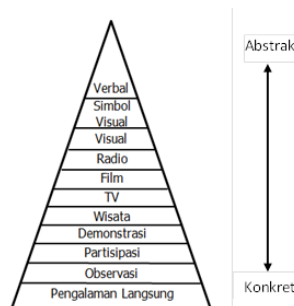 Abstrak
Verbal
Simbol
Visual
Visual
Radio
Film
TV
Wisata
Demonstrasi
Partisipasi
Observasi
Pengalaman Langsung
Konkret